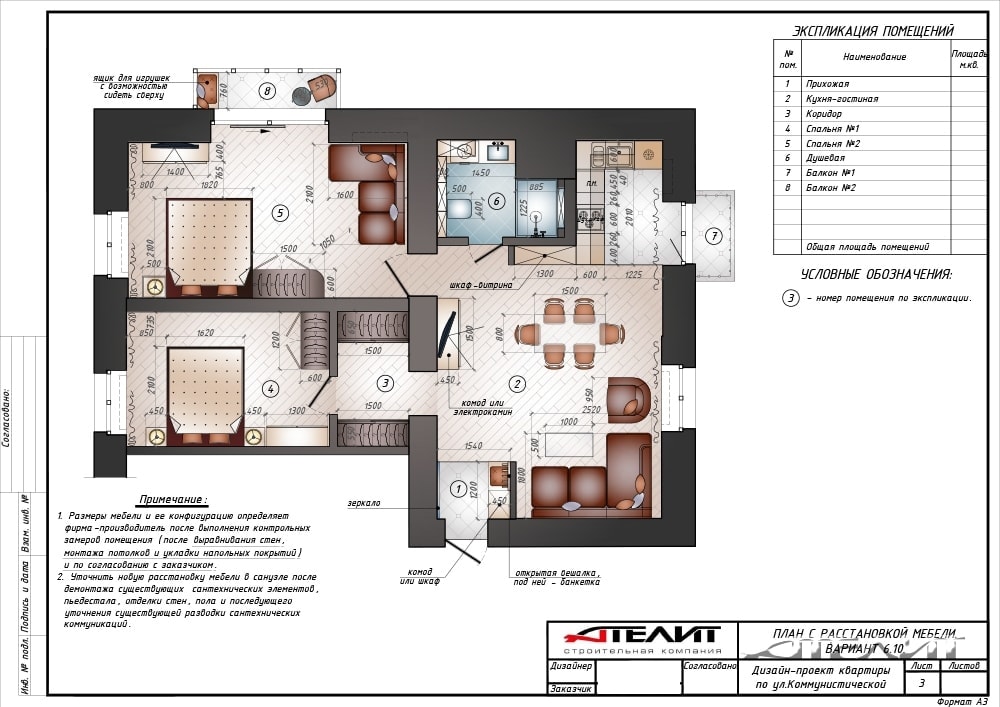 ЭКСПЛИКАЦИЯ ПОМЕЩЕНИЙ
№ пом.
Наименование
Площадь м.кв.
1 Прихожая
2 Кухня-гостиная
3 Коридор
4 Спальня №1
5 Спальня №2
6 Душевая
7 Балкон №1
8 Балкон №2
Общая площадь помещений
УСЛОВНЫЕ ОБОЗНАЧЕНИЯ:
3 - номер помещения по экспликации.
ящик для игрушек
с возможностью
сидеть сверху
760
530
8
1400
765
400
800
1820
2100
1600
5
1050
1500
2100
500
600
1450
500
400
885
1225
6
п.м.
600
40
450
260
600
260
400
2010
7
1300
600
1225
шкаф-витрина
1500
800
1500
450
2
комод или
электрокамин
950
2520
1000
500
735
850
1620
1200
600
2100
4
450
450
1300
450
1500
3
1500
450
1540
1
1200
450
1800
зеркало
комод
или шкаф
открытая вешалка,
под ней - банкетка
Примечание:
1. Размеры мебели и ее конфигурацию определяет
фирма-производитель после выполнения контрольных
замеров помещения (после выравнивания стен,
монтажа потолков и укладки напольных покрытий)
и по согласованию с заказчиком.
2. Уточнить новую расстановку мебели в санузле после
демонтажа существующих сантехнических элементов,
пьедестала, отделки стен, пола и последующего
уточнения существующей разводки сантехнических
коммуникаций.
Согласовано:
Взам. инв. №
Подпись и дата
Инв. № подл.
АТЕЛИТ
строительная компания
Дизайнер
Заказчик
Согласовано
ПЛАН С РАССТАНОВКОЙ МЕБЕЛИ
ВАРИАНТ 6.10
АТЕЛИТ
Дизайн-проект квартиры
по ул.Коммунистической
Лист
Листов
3
Формат А3